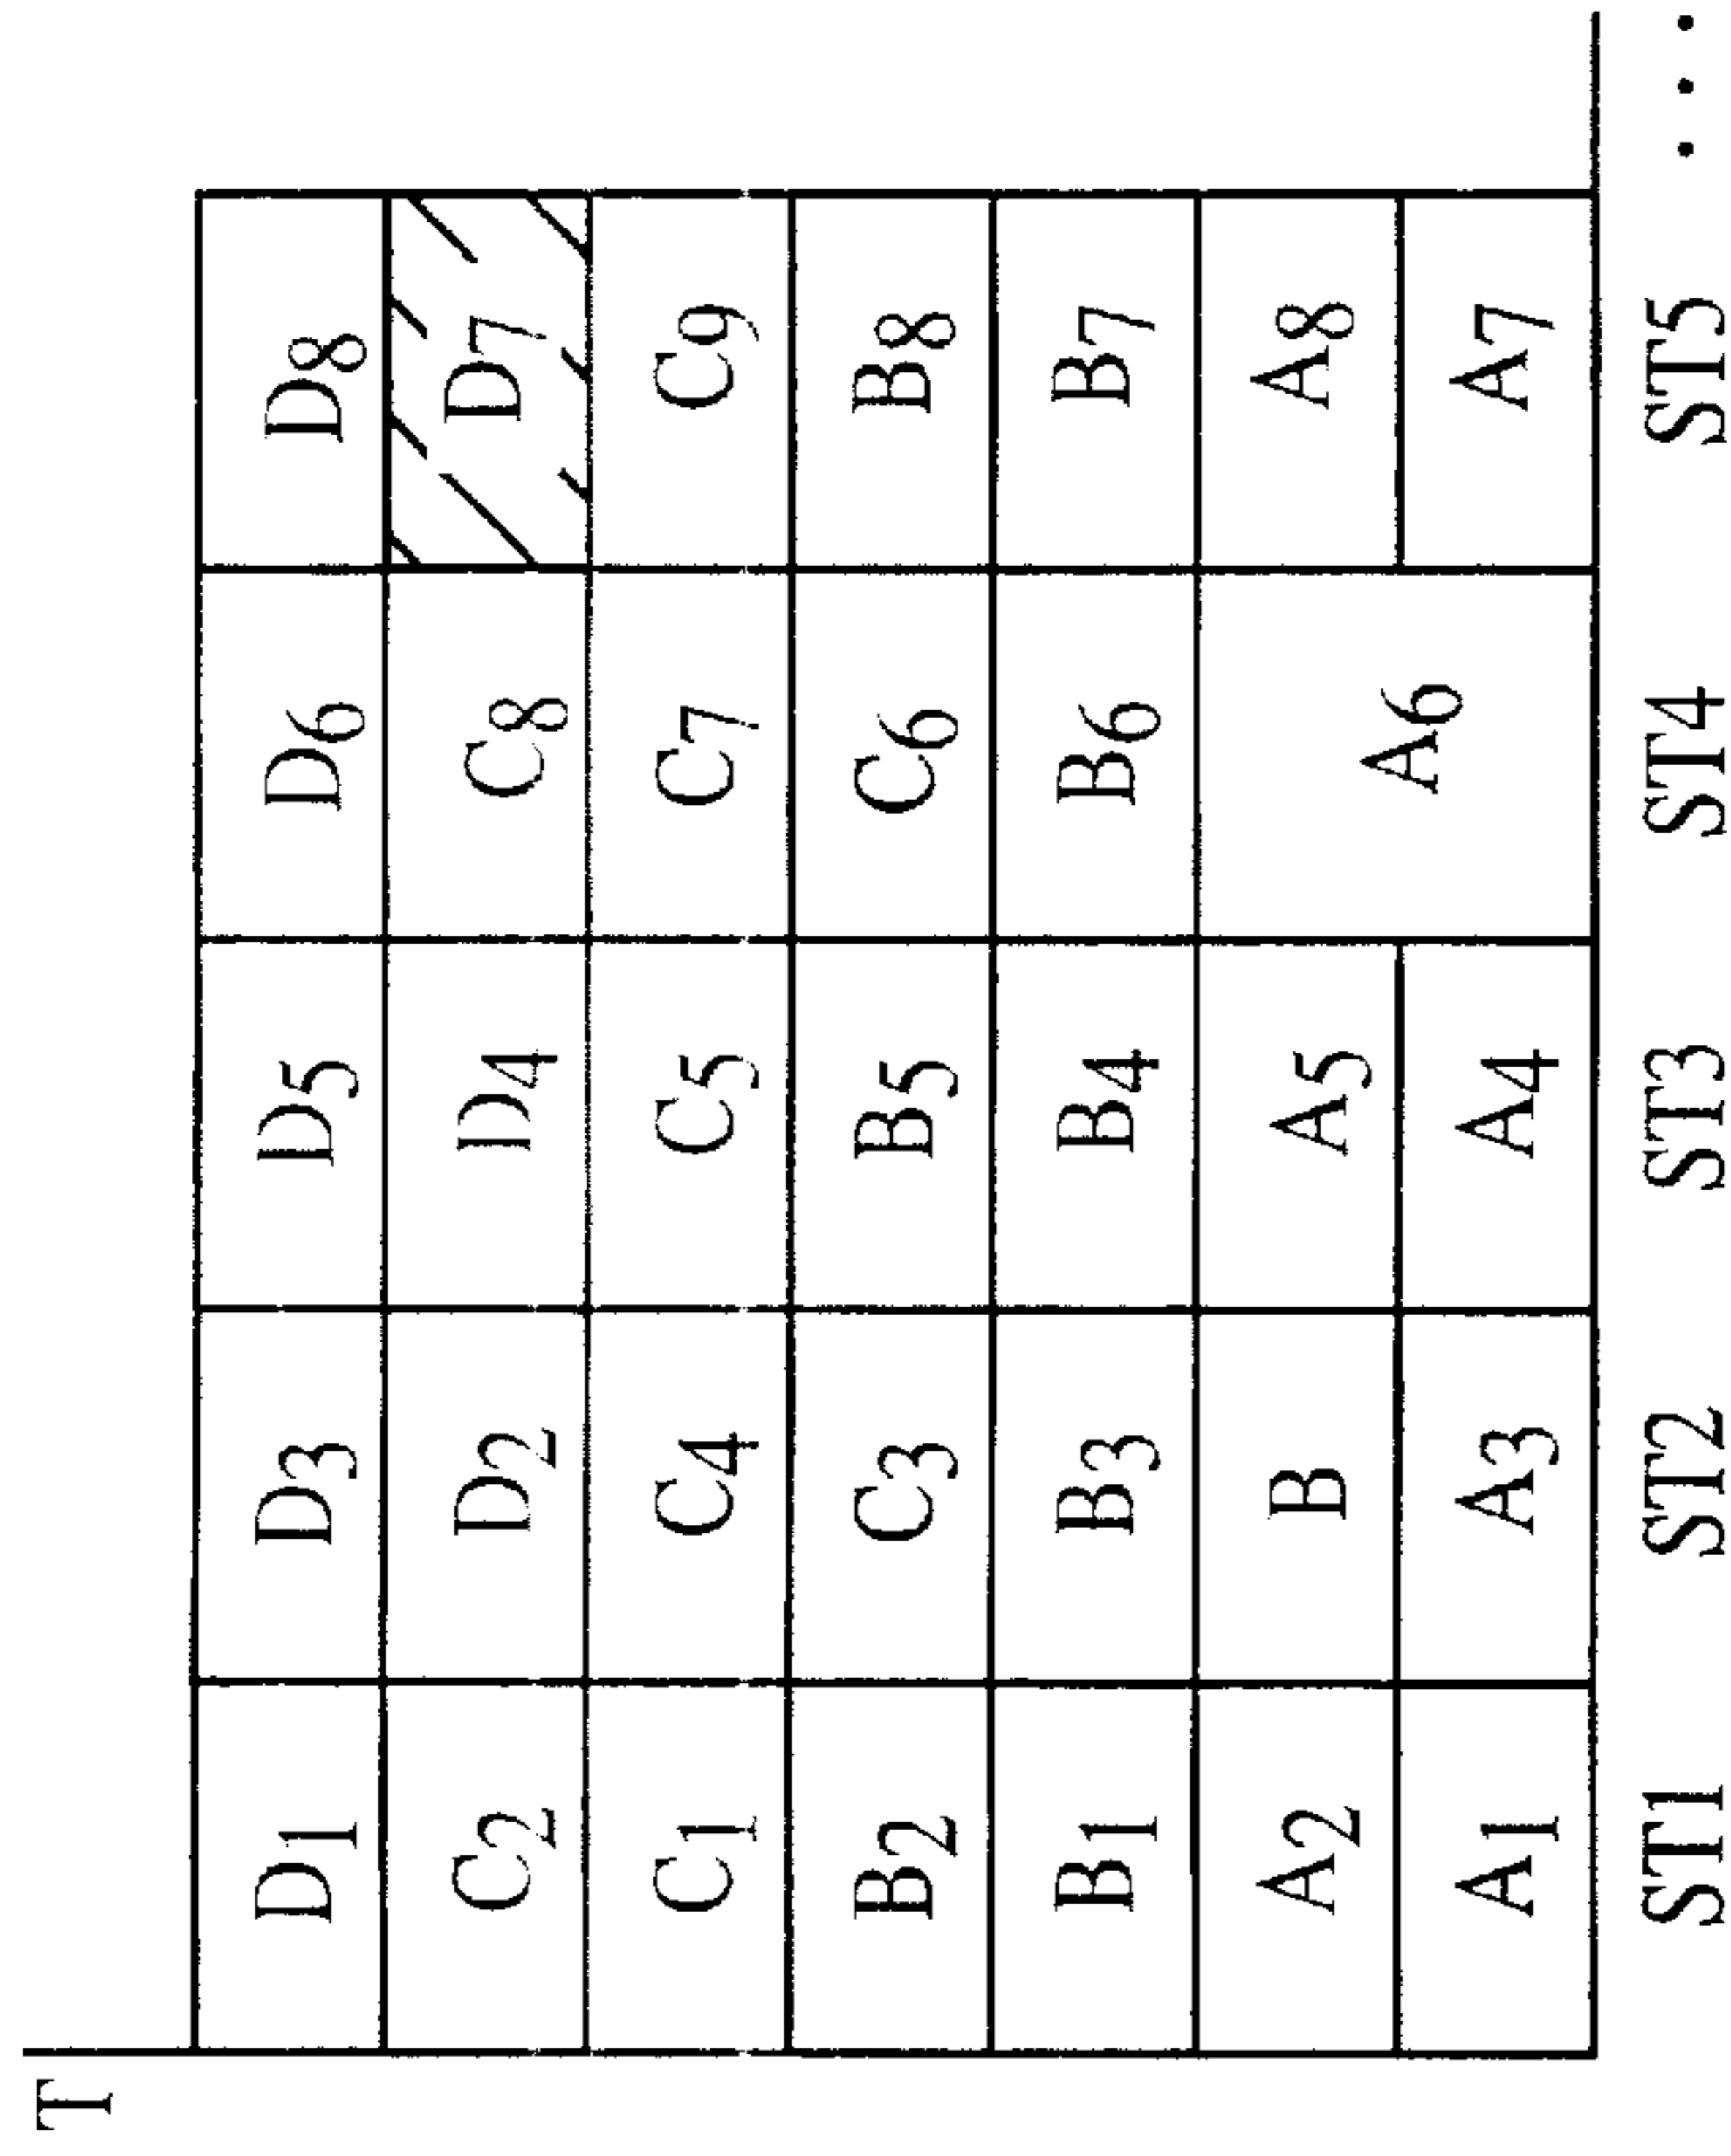 T
D1 D3 D5 D6 D8
C2 D2 D4 C8 D7
C1 C4 C5 C7 C9
B2 C3 B5 C6 B8
B1 B3 B4 B6 B7
A2 B A5 A6 A8
A1 A3 A4 A7
ST1 ST2 ST3 ST4 ST5 ...